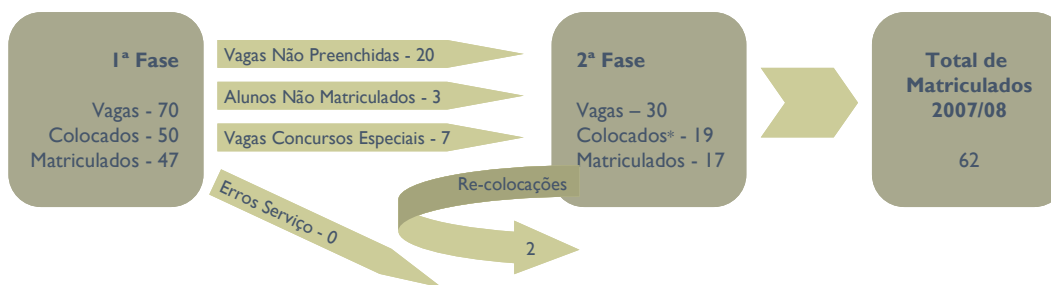 1ª Fase
Vagas - 70
Colocados - 50
Matriculados - 47
Vagas Não Preenchidas - 20
Alunos Não Matriculados - 3
Vagas Concursos Especiais - 7
Erros Serviço - 0
2ª Fase
Vagas – 30
Colocados* - 19
Matriculados - 17
Re-colocações
2
Total de
Matriculados
2007/08
62